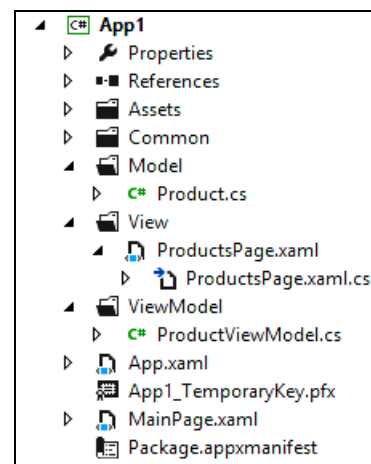 C# App1
Properties
References
Assets
Common
Model
C# Product.cs
View
ProductsPage.xaml
ProductsPage.xaml.cs
ViewModel
C# ProductViewModel.cs
App.xaml
App1_TemporaryKey.pfx
MainPage.xaml
Package.appxmanifest